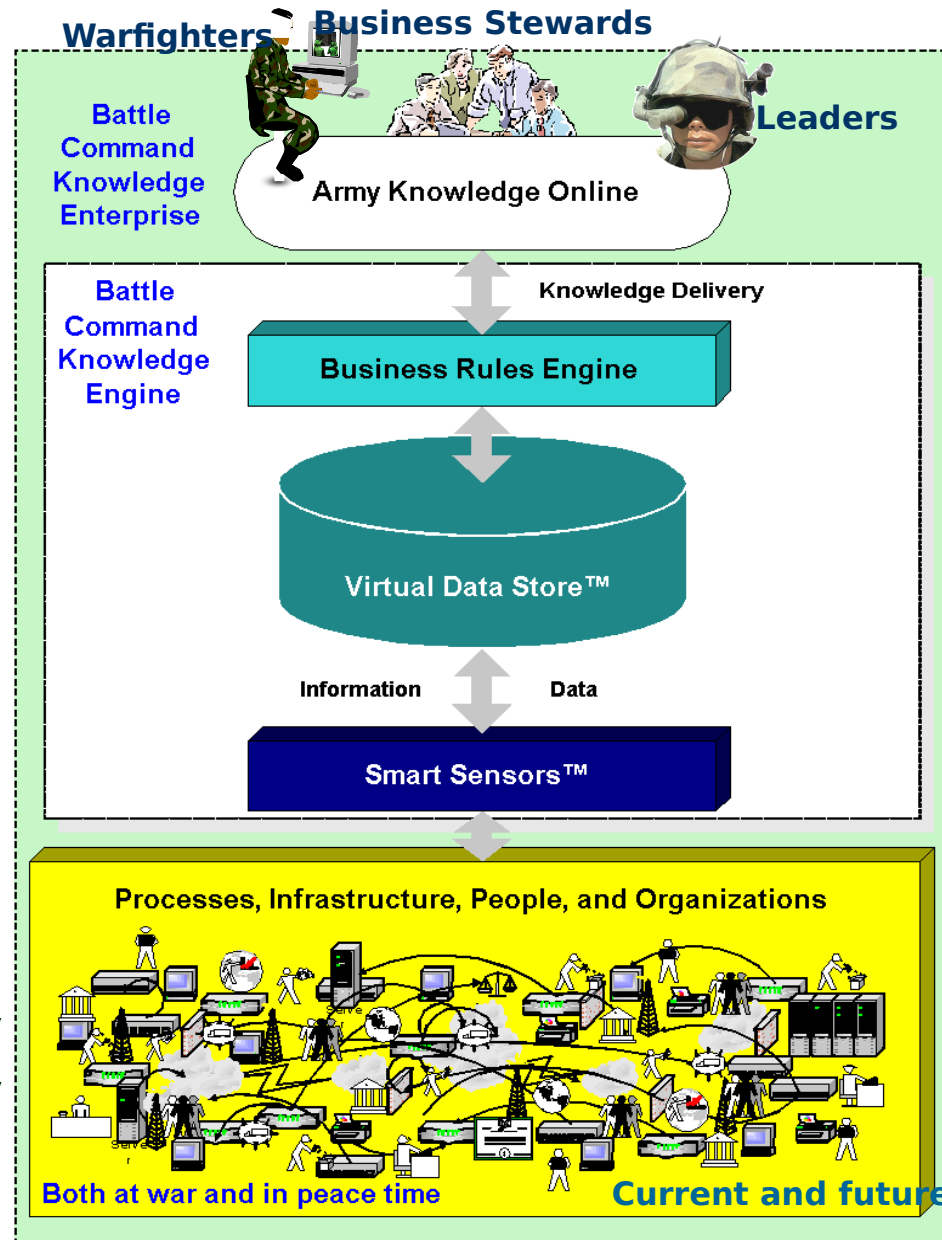 Warfighters
Business Stewards
Leaders
Battle
Command
Knowledge
Enterprise
Army Knowledge Online
Knowledge Delivery
Battle
Command
Knowledge
Engine
Business Rules Engine
Virtual Data Store™
Information
Data
Smart Sensors™
Processes, Infrastructure, People, and Organizations
Serve
r
Serve
r
Both at war and in peace time
Current and future